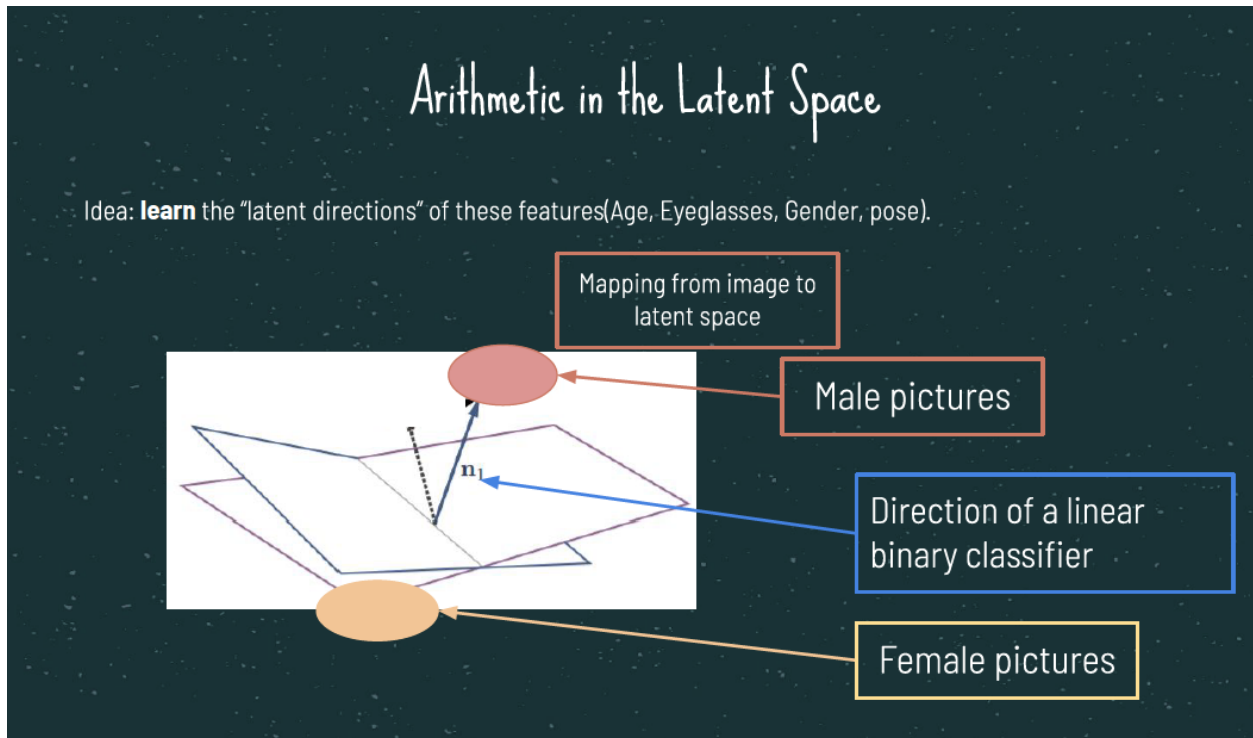 Arithmetic in the Latent Space
Idea: learn the “latent directions” of these features(Age, Eyeglasses, Gender, pose).
Mapping from image to
latent space
Male pictures
n₁
Direction of a linear
binary classifier
Female pictures